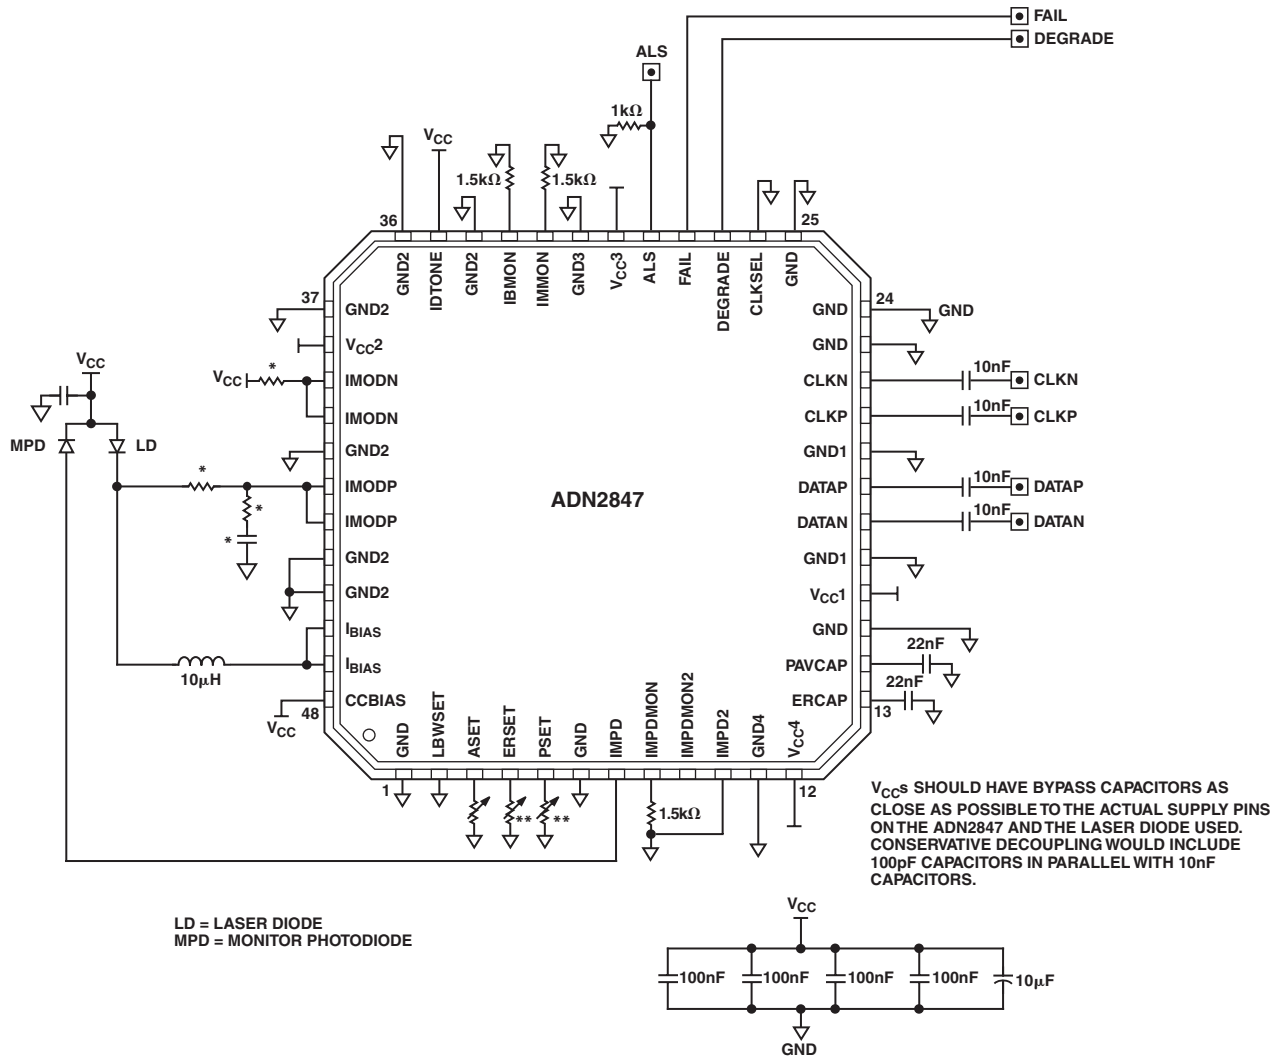 FAIL
DEGRADE
ALS
1kΩ
VCC
1.5kΩ
1.5kΩ
36
25
GND2
IDTONE
GND2
IBMON
IMMON
GND3
VCC3
ALS
FAIL
DEGRADE
CLKSEL
GND
37
GND2
VCC2
VCC
*
IMODN
IMODN
GND2
IMODP
IMODP
GND2
GND2
IBIAS
IBIAS
CCBIAS
48
VCC
VCC
MPD
LD
*
*
*
10µH
ADN2847
24
GND
GND
GND
CLKN
10nF
CLKN
CLKP
10nF
CLKP
GND1
DATAP
10nF
DATAP
DATAN
10nF
DATAN
GND1
VCC1
GND
PAVCAP
22nF
ERCAP
22nF
13
GND
LBWSET
ASET
ERSET
PSET
GND
IMPD
IMPDMON
IMPDMON2
IMPD2
GND4
VCC4
1
12
**
**
1.5kΩ
VCCs SHOULD HAVE BYPASS CAPACITORS AS
CLOSE AS POSSIBLE TO THE ACTUAL SUPPLY PINS
ON THE ADN2847 AND THE LASER DIODE USED.
CONSERVATIVE DECOUPLING WOULD INCLUDE
100pF CAPACITORS IN PARALLEL WITH 10nF
CAPACITORS.
LD = LASER DIODE
MPD = MONITOR PHOTODIODE
VCC
100nF
100nF
100nF
100nF
10µF
GND